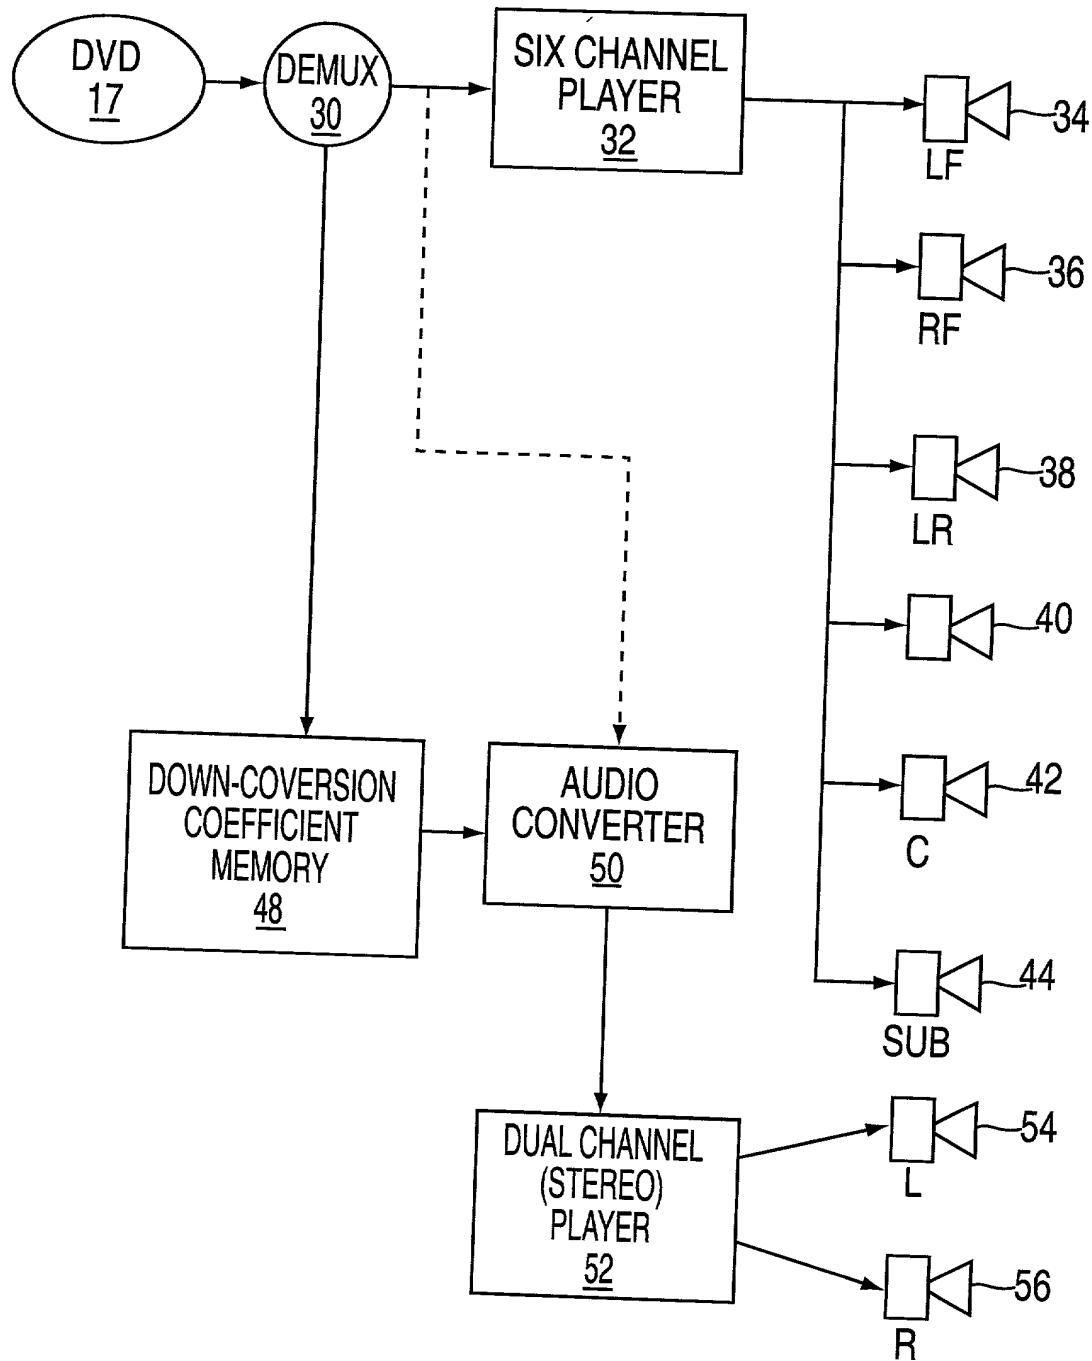 DVD
17
DEMUX
30
SIX CHANNEL
PLAYER
32
34
LF
36
RF
38
LR
40
42
C
44
SUB
DOWN-COVERSION
COEFFICIENT
MEMORY
48
AUDIO
CONVERTER
50
DUAL CHANNEL
(STEREO)
PLAYER
52
54
L
56
R